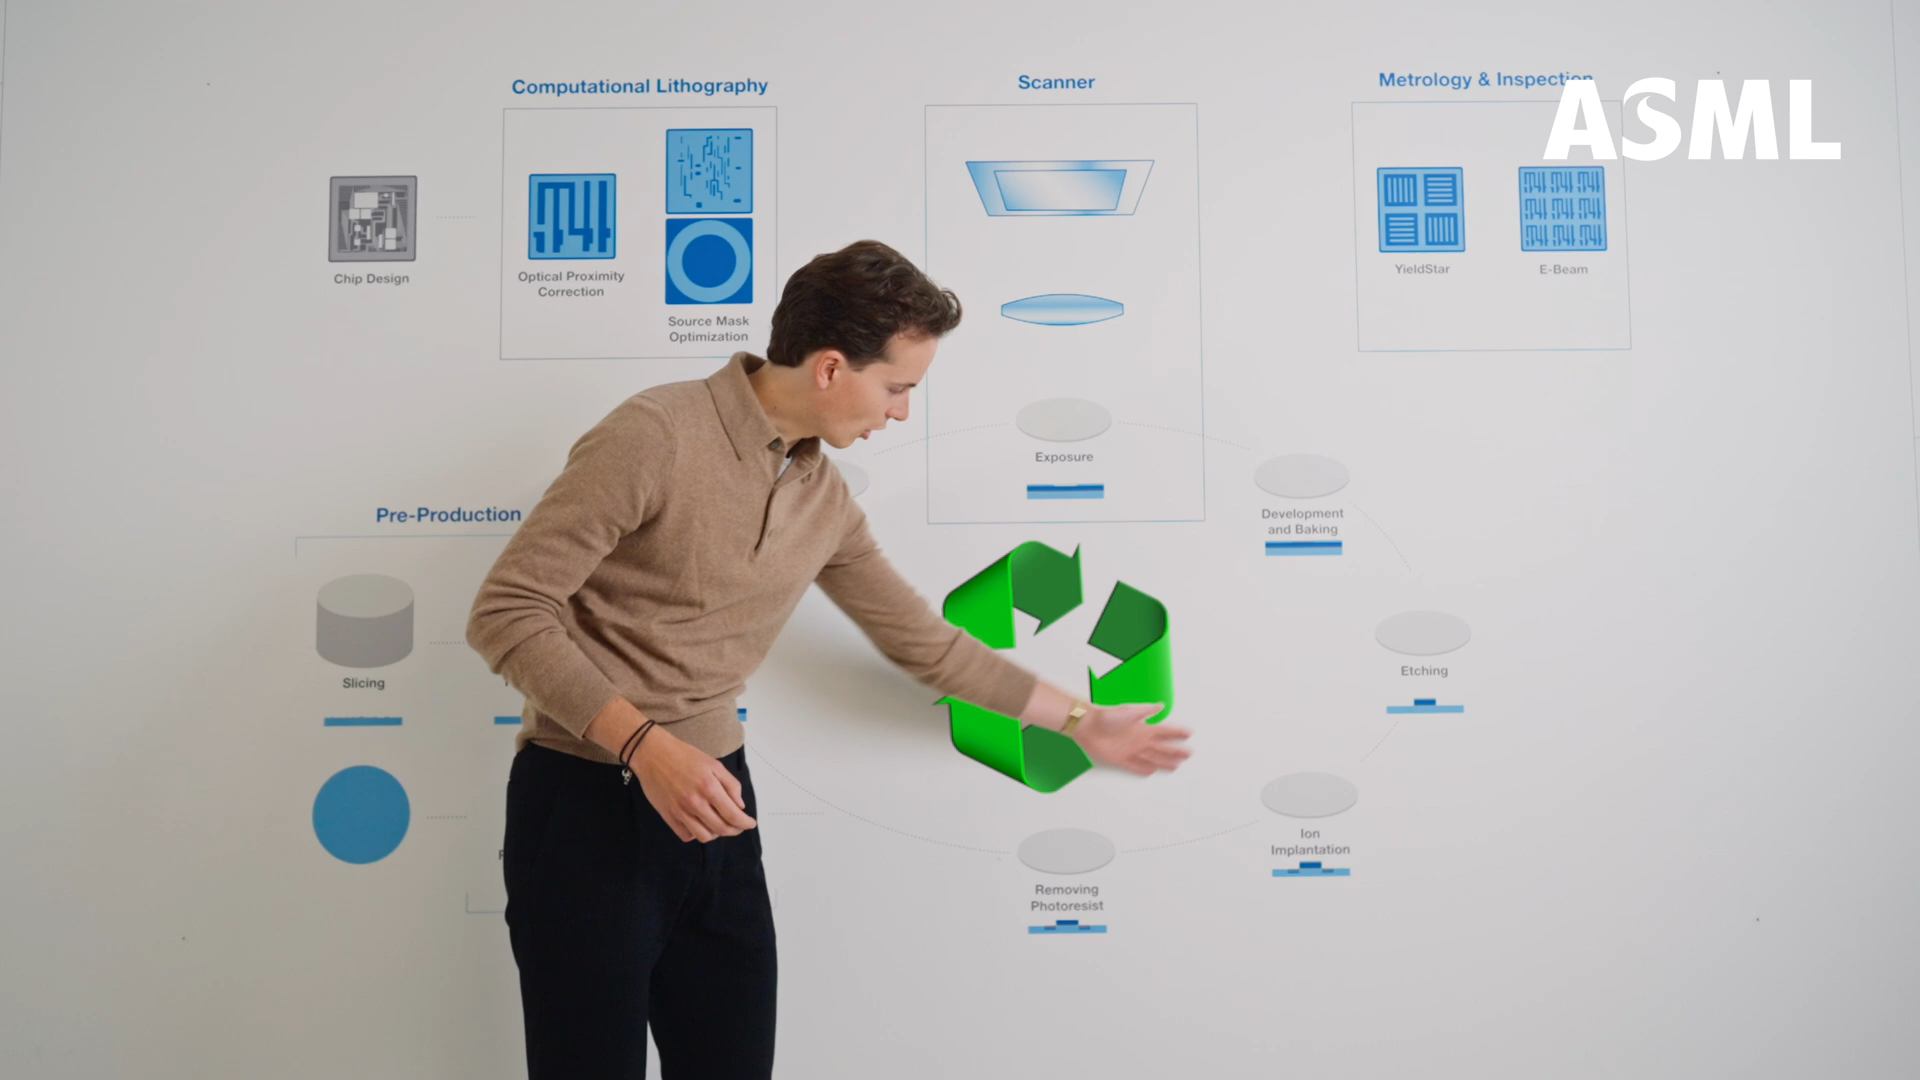 Computational Lithography
Scanner
Metrology & Inspection
ASML
Chip Design
Optical Proximity
Correction
Source Mask
Optimization
YieldStar
E-Beam
Exposure
Development
and Baking
Pre-Production
Slicing
Etching
Ion
Implantation
Removing
Photoresist